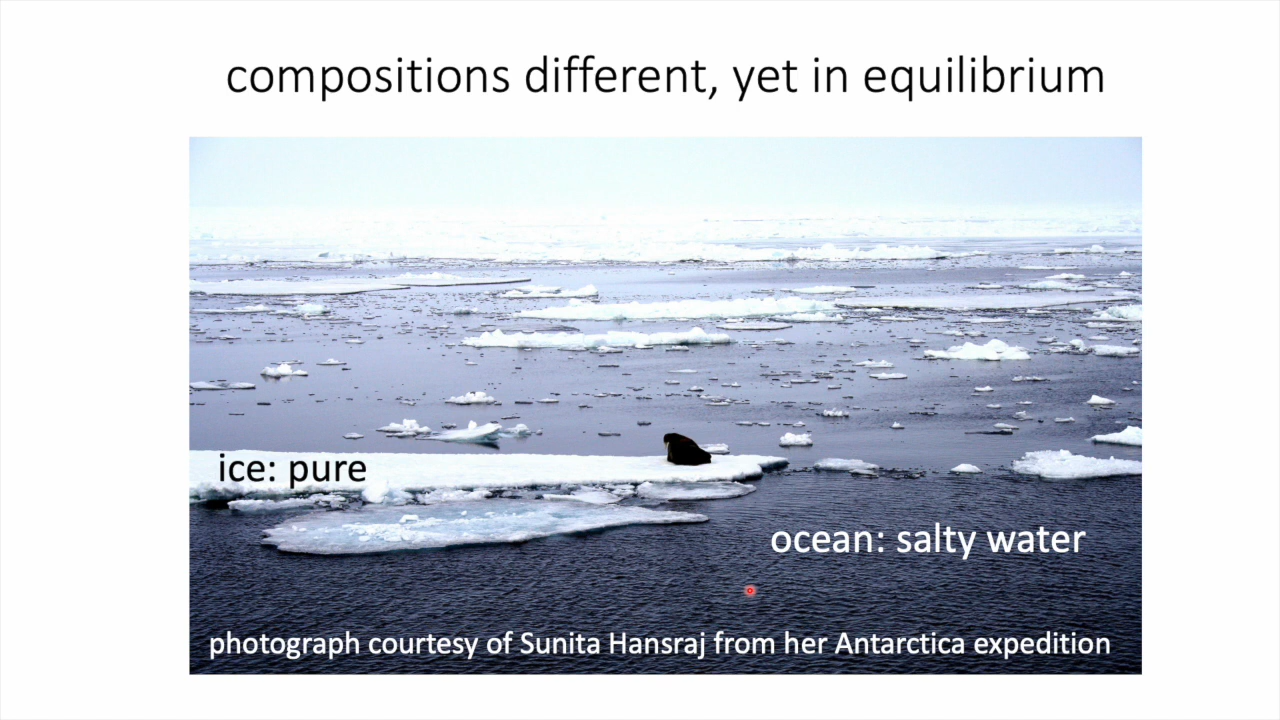 compositions different, yet in equilibrium
ice: pure
ocean: salty water
photograph courtesy of Sunita Hansraj from her Antarctica expedition